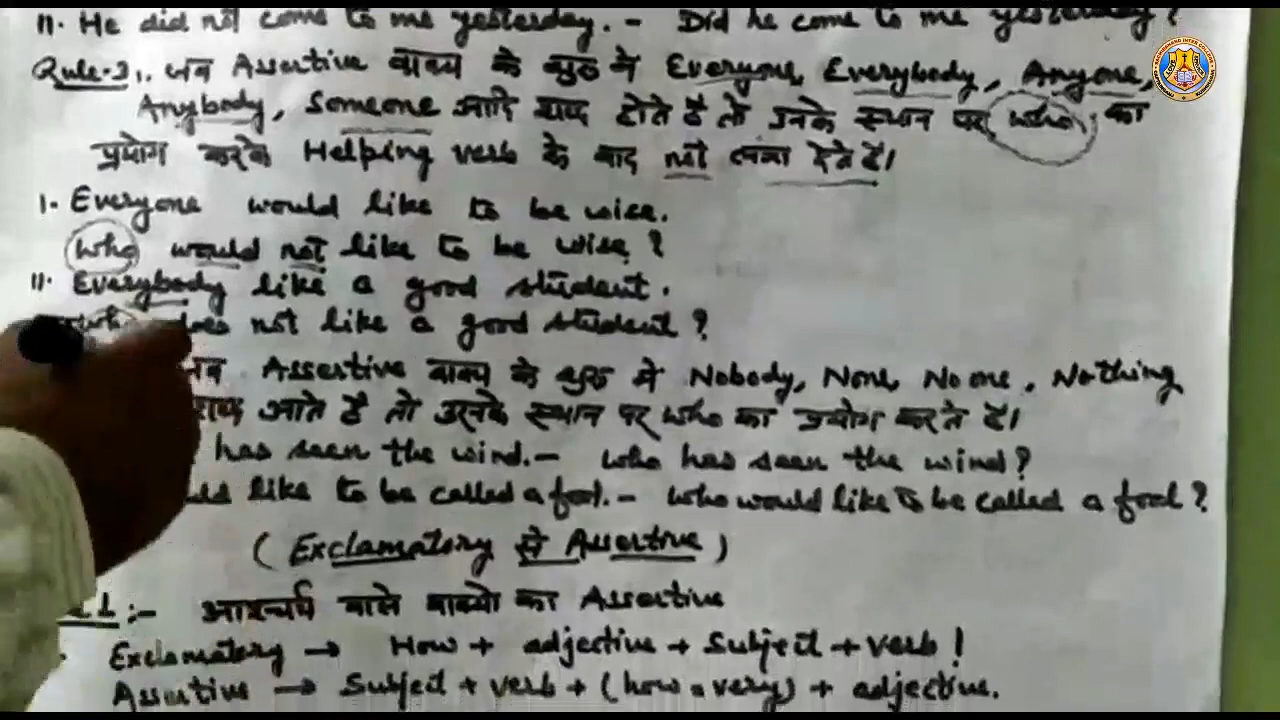 II. He did not come to me yesterday. - Did he come to me yesterday?
Rule-3. जब Assertive वाक्य के शुरू में Everyone, Everybody, Anyone,
Anybody, Someone आदि शब्द होते है तो उनके स्थान पर who का
प्रयोग करके Helping verb के बाद not लगा देते है।
I. Everyone would like to be wise.
who would not like to be wise?
II. Everybody like a good student.
who does not like a good student?
जब Assertive वाक्य के शुरू में Nobody, None, No one, Nothing
शब्द आते है तो उनके स्थान पर who का प्रयोग करते है।
has seen the wind. - who has seen the wind?
like to be called a fool. - who would like to be called a fool?
(Exclamatory से Assertive)
1:- आश्चर्य वाले वाक्यो का Assertive
Exclamatory → How + adjective + Subject + verb!
Assertive → Subject + verb + (how = very) + adjective.